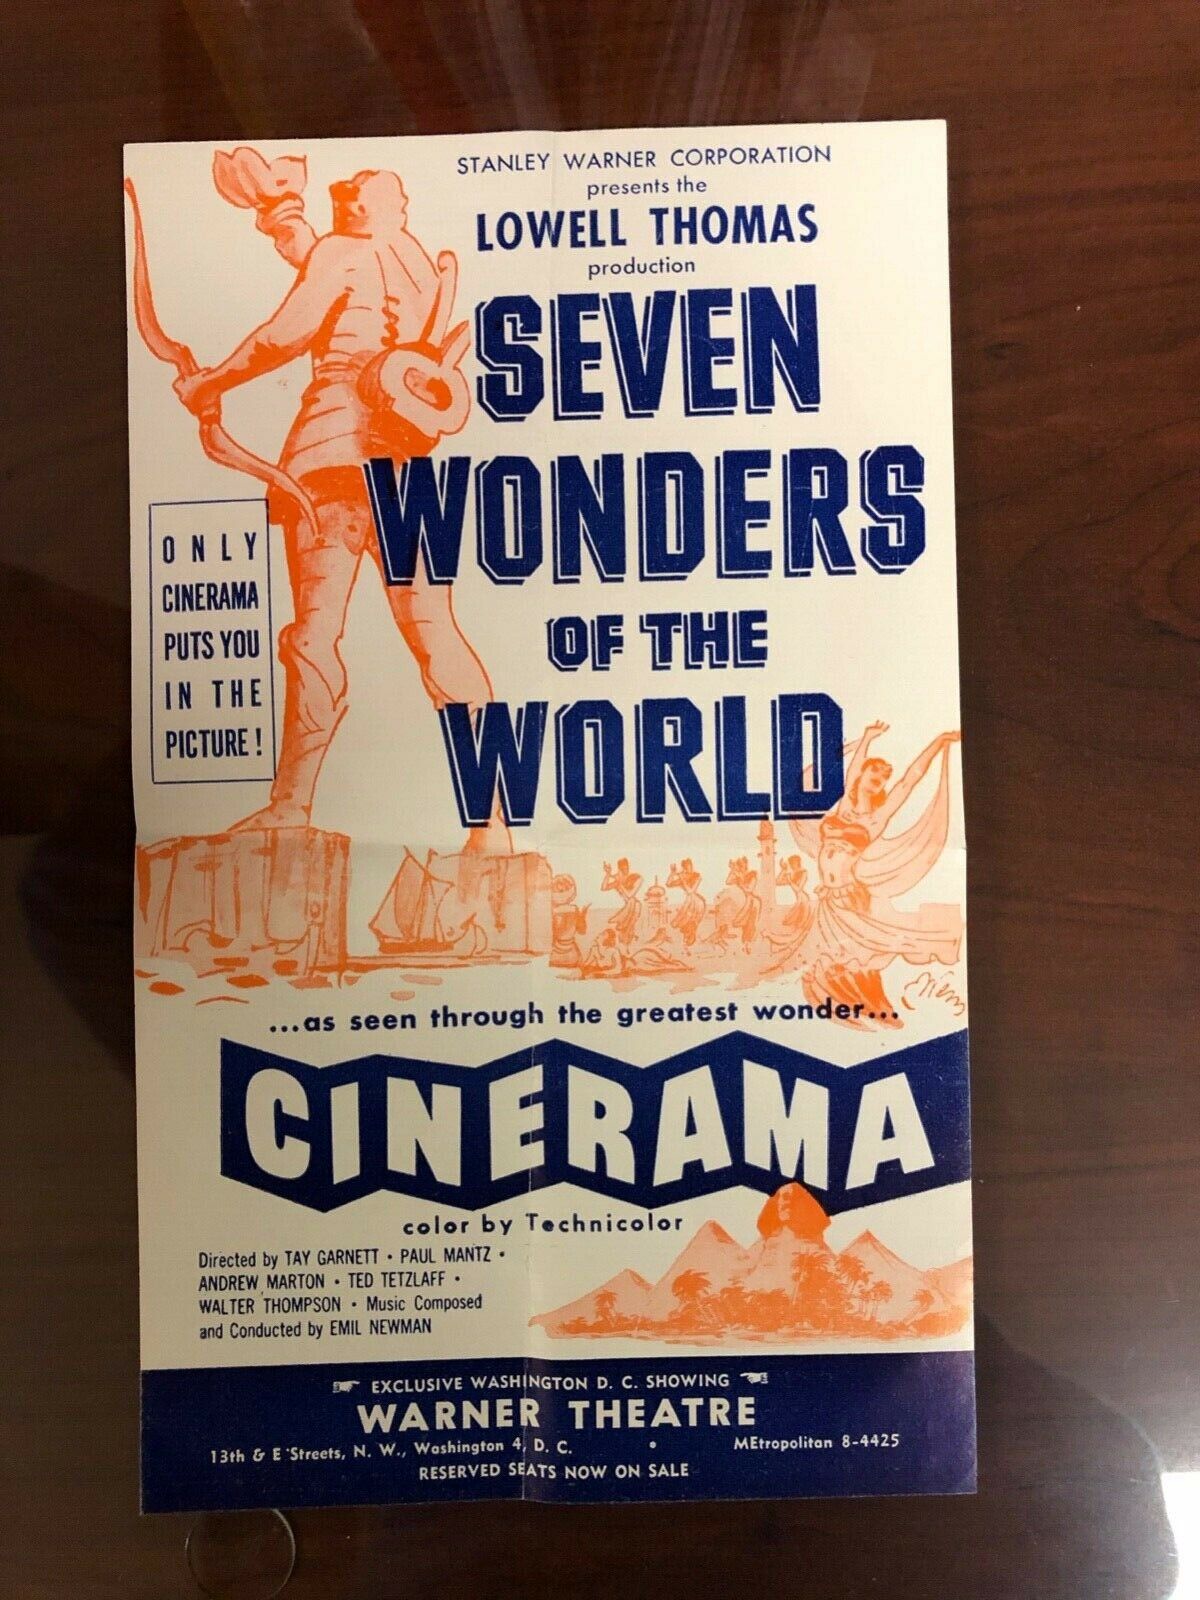 STANLEY WARNER CORPORATION
presents the
LOWELL THOMAS
production
SEVEN
WONDERS
OF THE
WORLD
ONLY
CINERAMA
PUTS YOU
IN THE
PICTURE!
...as seen through the greatest wonder...
CINERAMA
color by Technicolor
Directed by TAY GARNETT • PAUL MANTZ •
ANDREW MARTON • TED TETZLAFF •
WALTER THOMPSON • Music Composed
and Conducted by EMIL NEWMAN
EXCLUSIVE WASHINGTON D. C. SHOWING
WARNER THEATRE
13th & E Streets, N. W., Washington 4, D. C. • MEtropolitan 8-4425
RESERVED SEATS NOW ON SALE